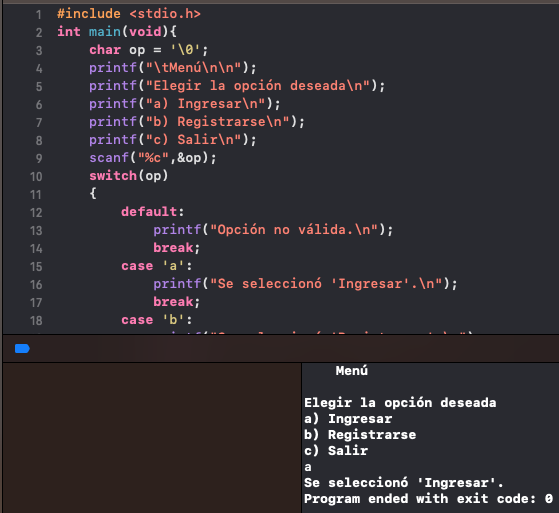 1 #include <stdio.h>
2 int main(void){
3 char op = '\0';
4 printf("\tMenú\n\n");
5 printf("Elegir la opción deseada\n");
6 printf("a) Ingresar\n");
7 printf("b) Registrarse\n");
8 printf("c) Salir\n");
9 scanf("%c",&op);
10 switch(op)
11 {
12 default:
13 printf("Opción no válida.\n");
14 break;
15 case 'a':
16 printf("Se seleccionó 'Ingresar'.\n");
17 break;
18 case 'b':
Menú
Elegir la opción deseada
a) Ingresar
b) Registrarse
c) Salir
a
Se seleccionó 'Ingresar'.
Program ended with exit code: 0